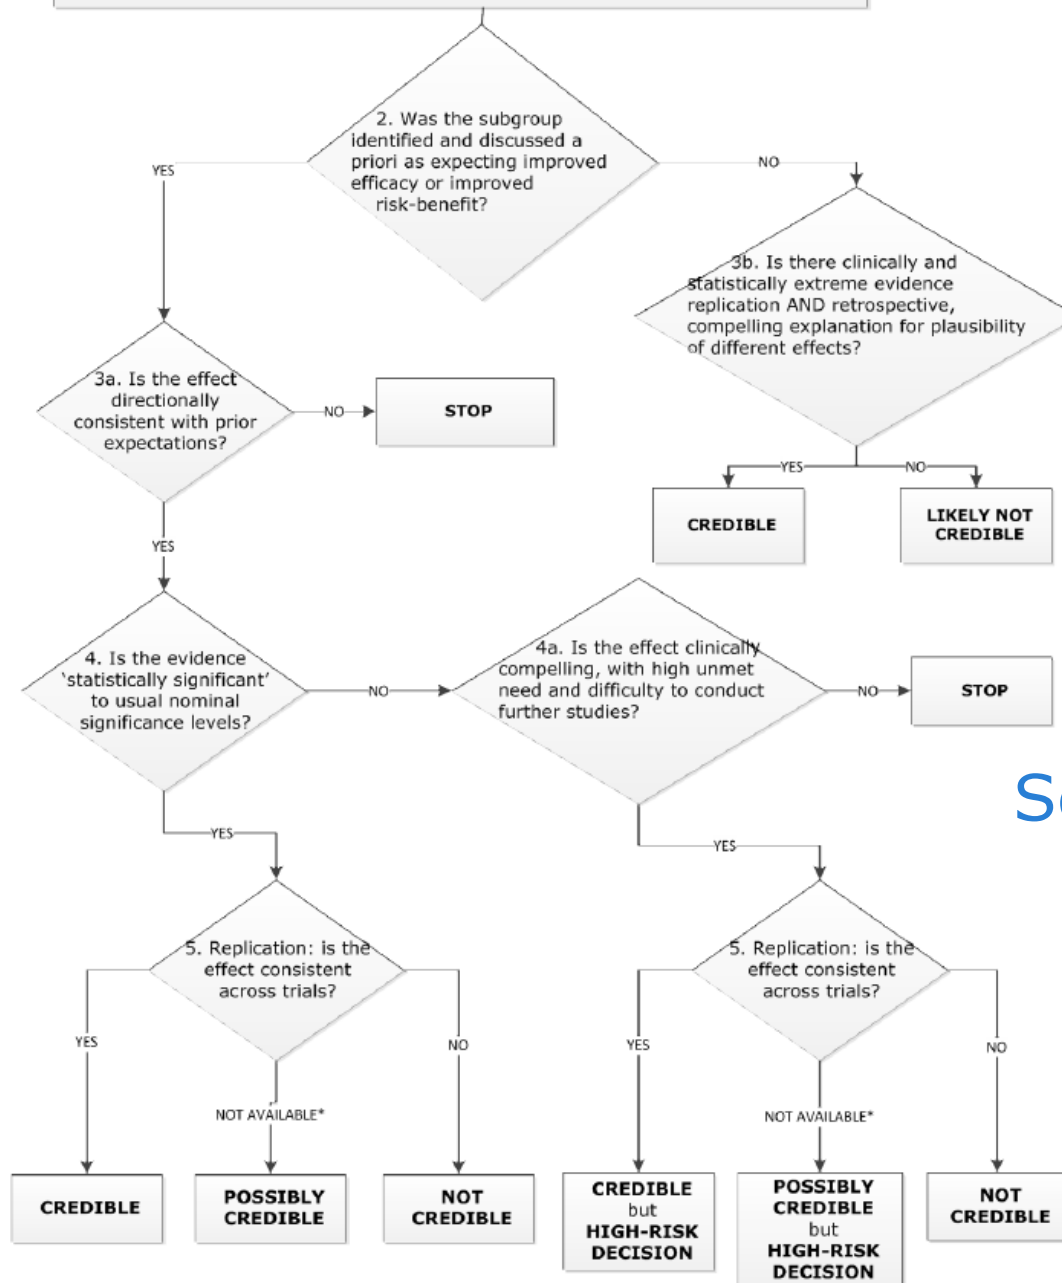 2. Was the subgroup
identified and discussed a
priori as expecting improved
efficacy or improved
risk-benefit?
YES
NO
3b. Is there clinically and
statistically extreme evidence
replication AND retrospective,
compelling explanation for plausibility
of different effects?
3a. Is the effect
directionally
consistent with prior
expectations?
NO
STOP
YES
NO
CREDIBLE
LIKELY NOT
CREDIBLE
YES
4. Is the evidence
‘statistically significant’
to usual nominal
significance levels?
NO
4a. Is the effect clinically
compelling, with high unmet
need and difficulty to conduct
further studies?
NO
STOP
YES
YES
5. Replication: is the
effect consistent
across trials?
5. Replication: is the
effect consistent
across trials?
YES
NOT AVAILABLE*
NO
YES
NOT AVAILABLE*
NO
CREDIBLE
POSSIBLY
CREDIBLE
NOT
CREDIBLE
CREDIBLE
but
HIGH-RISK
DECISION
POSSIBLY
CREDIBLE
but
HIGH-RISK
DECISION
NOT
CREDIBLE